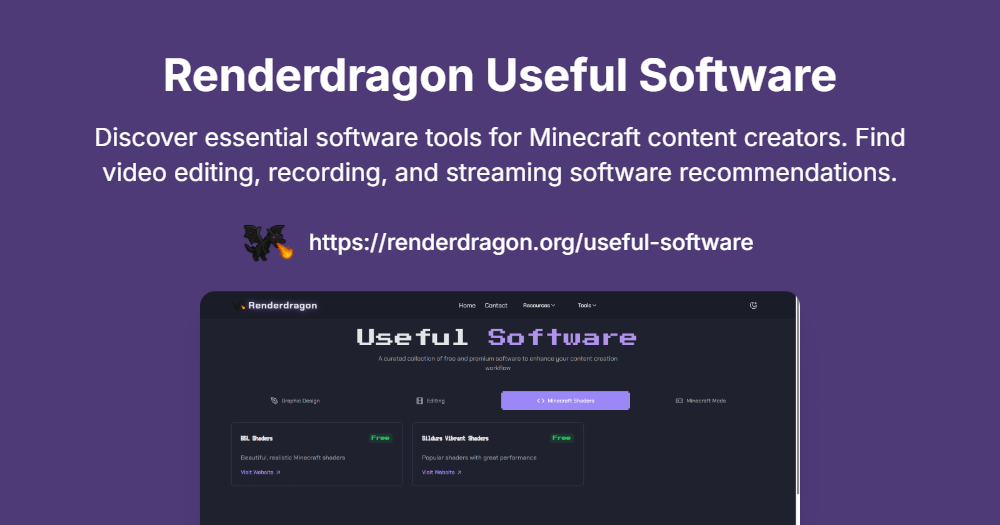 Renderdragon Useful Software
Discover essential software tools for Minecraft content creators. Find
video editing, recording, and streaming software recommendations.
https://renderdragon.org/useful-software
Renderdragon Home Contact Resources Tools
Useful Software
A curated collection of free and premium software to enhance your content creation
workflow
Graphic Design Editing Minecraft Shaders Minecraft Mods
BSL Shaders Free Bildurs Vibrant Shaders Free
Beautiful, realistic Minecraft shaders Popular shaders with great performance
Visit Website Visit Website